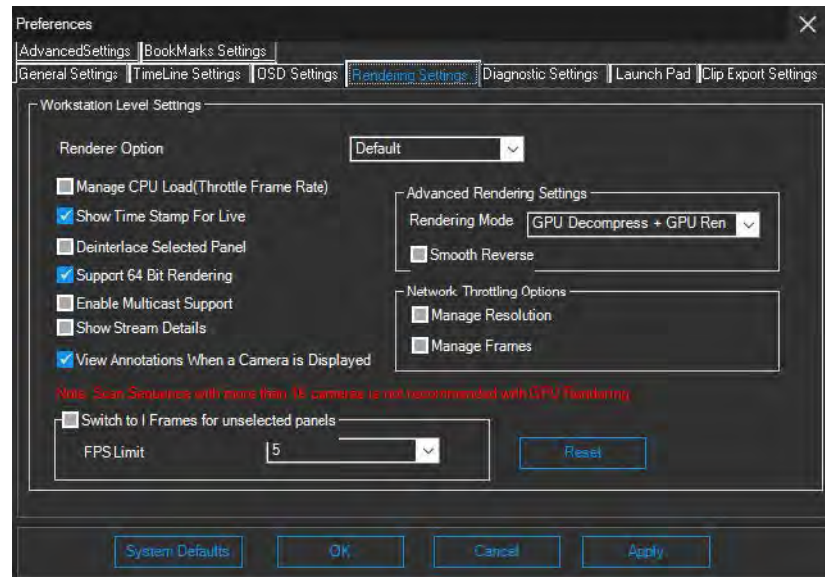 Preferences
AdvancedSettings BookMarks Settings
General Settings TimeLine Settings OSD Settings Rendering Settings Diagnostic Settings Launch Pad Clip Export Settings
Workstation Level Settings
Renderer Option Default
Manage CPU Load(Throttle Frame Rate)
Show Time Stamp For Live
Deinterlace Selected Panel
Support 64 Bit Rendering
Enable Multicast Support
Show Stream Details
View Annotations When a Camera is Displayed
Advanced Rendering Settings
Rendering Mode GPU Decompress + GPU Ren
Smooth Reverse
Network Throttling Options
Manage Resolution
Manage Frames
Note: Scan Sequence with more than 16 cameras is not recommended with GPU Rendering
Switch to I Frames for unselected panels
FPS Limit 5
Reset
System Defaults OK Cancel Apply